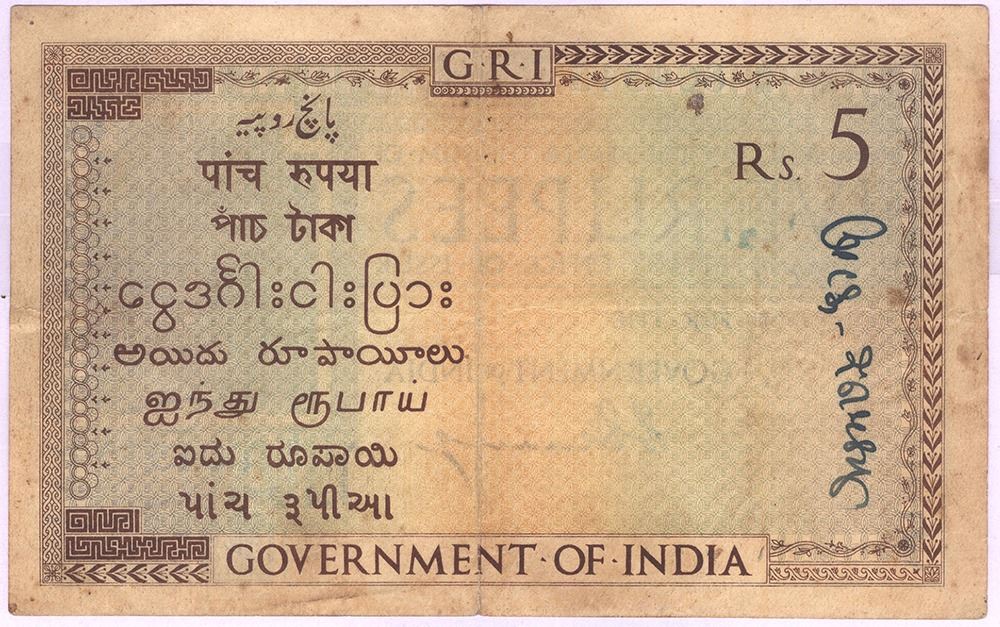 G·R·I
Rs. 5
پانچ روپیہ
पांच रुपया
পাঁচ টাকা
ငွေဒင်္ဂါးငါးပြား
అయిదు రూపాయీలు
ஐந்து ரூபாய்
ಐದು ರೂಪಾಯಿ
પાંચ રૂપીઆ
GOVERNMENT·OF·INDIA